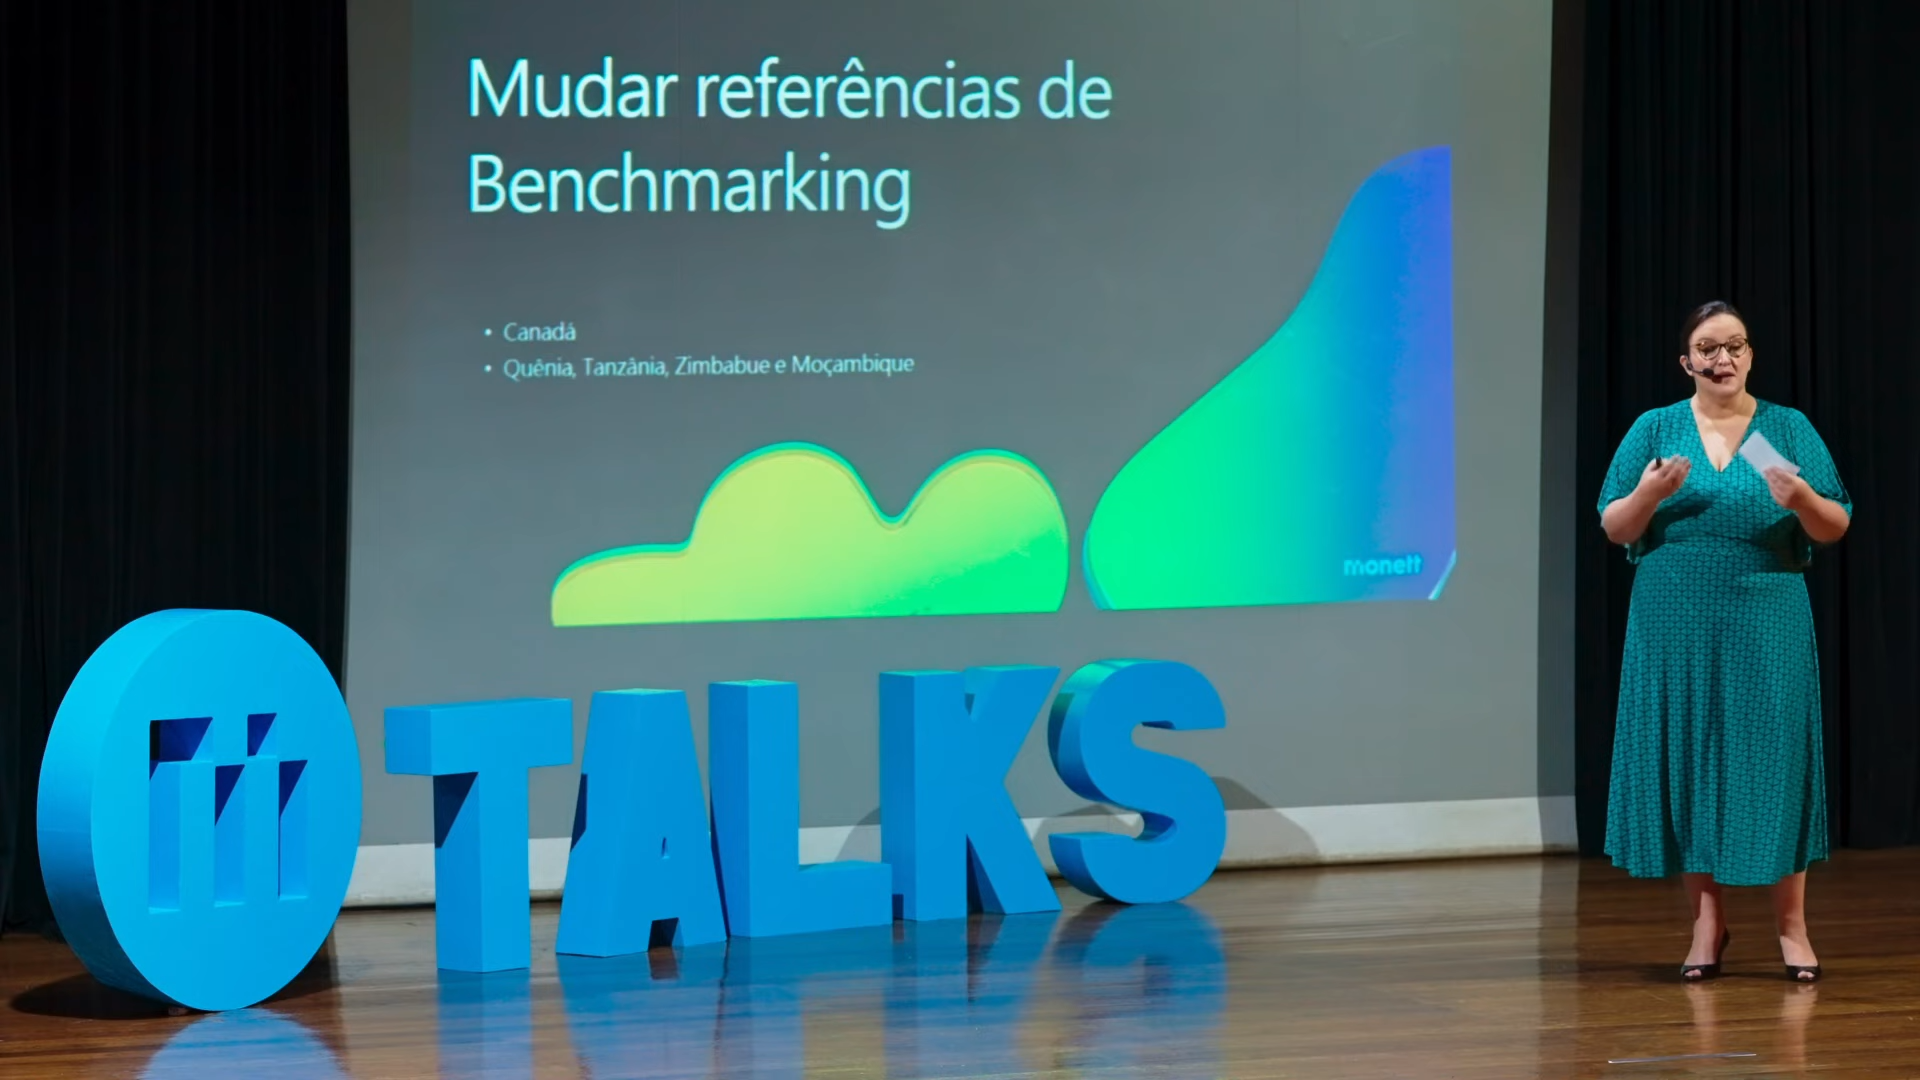 Mudar referências de
Benchmarking
• Canadá
• Quênia, Tanzânia, Zimbabue e Moçambique
monett
TALKS